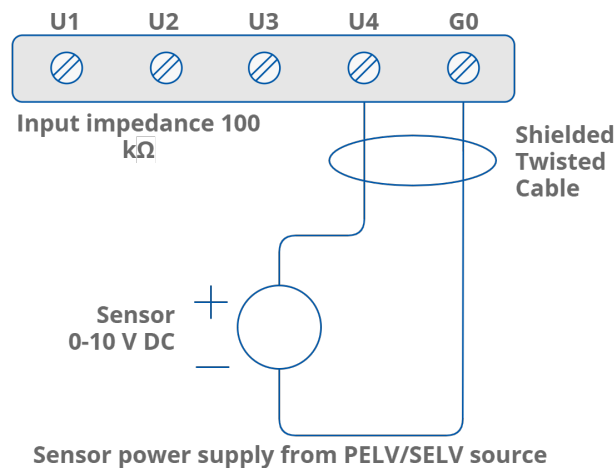 U1 U2 U3 U4 G0
Input impedance 100
kΩ
Shielded
Twisted
Cable
+
Sensor
0-10 V DC
—
Sensor power supply from PELV/SELV source